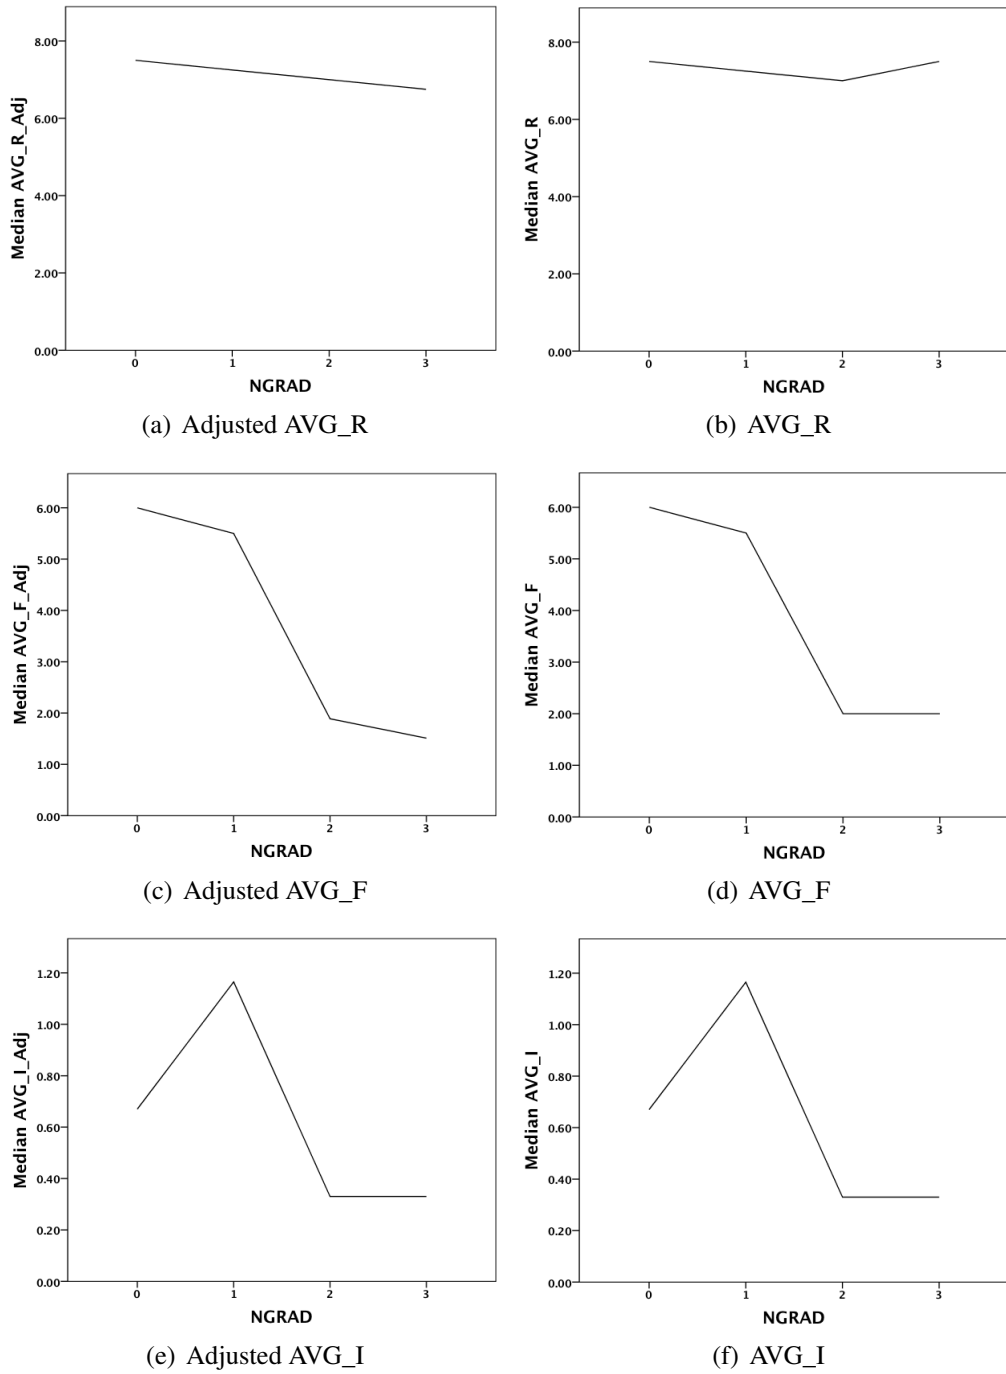 Median AVG_R_Adj
8.00
6.00
4.00
2.00
0.00
0 1 2 3
NGRAD
(a) Adjusted AVG_R
Median AVG_R
8.00
6.00
4.00
2.00
0.00
0 1 2 3
NGRAD
(b) AVG_R
Median AVG_F_Adj
6.00
5.00
4.00
3.00
2.00
1.00
0.00
0 1 2 3
NGRAD
(c) Adjusted AVG_F
Median AVG_F
6.00
5.00
4.00
3.00
2.00
1.00
0.00
0 1 2 3
NGRAD
(d) AVG_F
Median AVG_I_Adj
1.20
1.00
0.80
0.60
0.40
0.20
0.00
0 1 2 3
NGRAD
(e) Adjusted AVG_I
Median AVG_I
1.20
1.00
0.80
0.60
0.40
0.20
0.00
0 1 2 3
NGRAD
(f) AVG_I